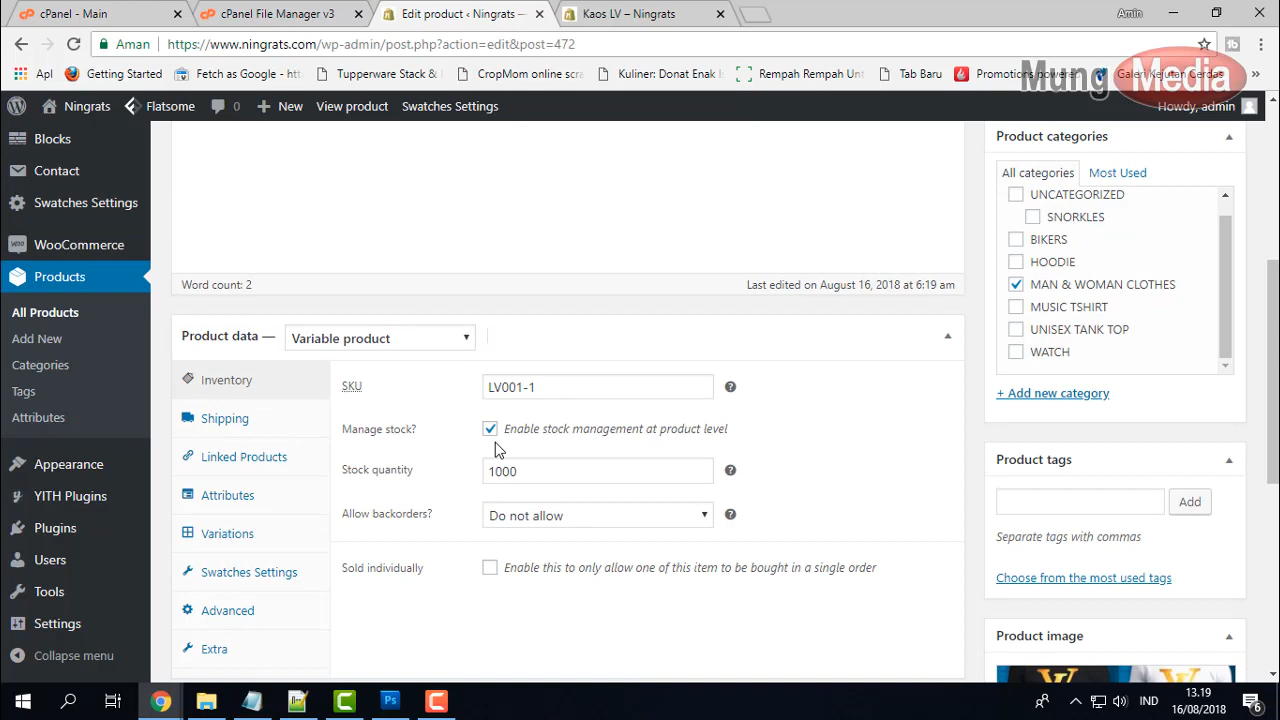 cPanel - Main
cPanel File Manager v3
Edit product ‹ Ningrats —
Kaos LV – Ningrats
Amin
Aman
https://www.ningrats.com/wp-admin/post.php?action=edit&post=472
Apl
Getting Started
Fetch as Google - htt
Tupperware Stack &
CropMom online scra
Kuliner: Donat Enak
Rempah Rempah Unt
Tab Baru
Promotions powered
Galeri Kejutan Cerdas
Mung Media
Ningrats
Flatsome
0
New
View product
Swatches Settings
Howdy, admin
Blocks
Contact
Swatches Settings
WooCommerce
Products
All Products
Add New
Categories
Tags
Attributes
Appearance
YITH Plugins
Plugins
Users
Tools
Settings
Collapse menu
Word count: 2
Last edited on August 16, 2018 at 6:19 am
Product data —
Variable product
Inventory
Shipping
Linked Products
Attributes
Variations
Swatches Settings
Advanced
Extra
SKU
LV001-1
Manage stock?
Enable stock management at product level
Stock quantity
1000
Allow backorders?
Do not allow
Sold individually
Enable this to only allow one of this item to be bought in a single order
Product categories
All categories
Most Used
UNCATEGORIZED
SNORKLES
BIKERS
HOODIE
MAN & WOMAN CLOTHES
MUSIC TSHIRT
UNISEX TANK TOP
WATCH
+ Add new category
Product tags
Add
Separate tags with commas
Choose from the most used tags
Product image
IND
13.19
16/08/2018
6